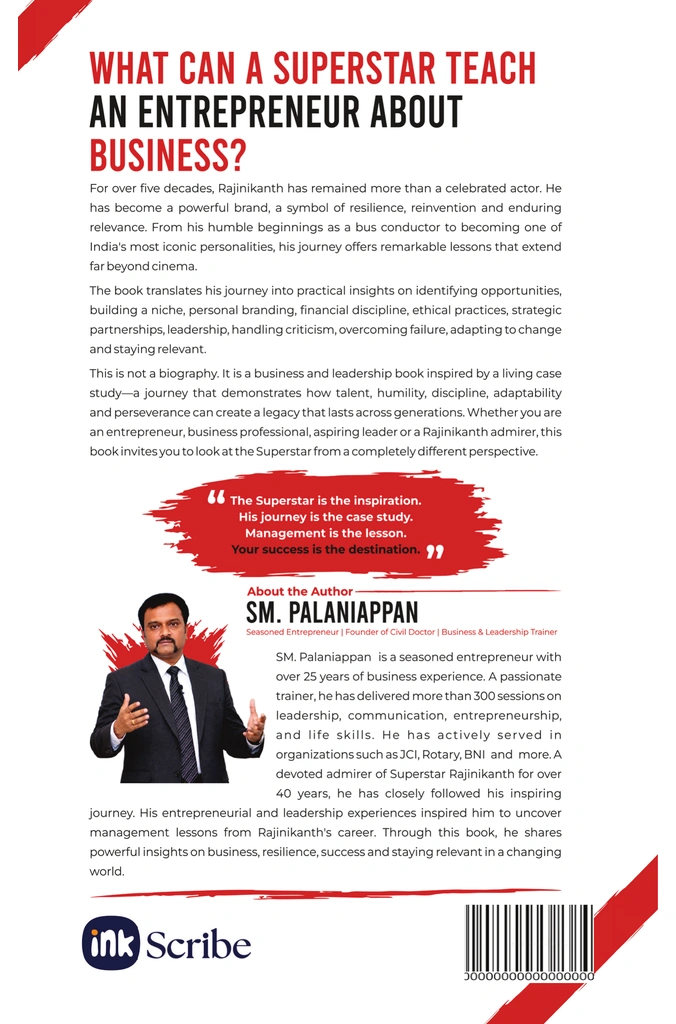 WHAT CAN A SUPERSTAR TEACH
AN ENTREPRENEUR ABOUT
BUSINESS?
For over five decades, Rajinikanth has remained more than a celebrated actor. He
has become a powerful brand, a symbol of resilience, reinvention and enduring
relevance. From his humble beginnings as a bus conductor to becoming one of
India's most iconic personalities, his journey offers remarkable lessons that extend
far beyond cinema.
The book translates his journey into practical insights on identifying opportunities,
building a niche, personal branding, financial discipline, ethical practices, strategic
partnerships, leadership, handling criticism, overcoming failure, adapting to change
and staying relevant.
This is not a biography. It is a business and leadership book inspired by a living case
study—a journey that demonstrates how talent, humility, discipline, adaptability
and perseverance can create a legacy that lasts across generations. Whether you are
an entrepreneur, business professional, aspiring leader or a Rajinikanth admirer, this
book invites you to look at the Superstar from a completely different perspective.
“ The Superstar is the inspiration.
His journey is the case study.
Management is the lesson.
Your success is the destination. ”
About the Author
SM. PALANIAPPAN
Seasoned Entrepreneur | Founder of Civil Doctor | Business & Leadership Trainer
SM. Palaniappan is a seasoned entrepreneur with
over 25 years of business experience. A passionate
trainer, he has delivered more than 300 sessions on
leadership, communication, entrepreneurship,
and life skills. He has actively served in
organizations such as JCI, Rotary, BNI and more. A
devoted admirer of Superstar Rajinikanth for over
40 years, he has closely followed his inspiring
journey. His entrepreneurial and leadership experiences inspired him to uncover
management lessons from Rajinikanth's career. Through this book, he shares
powerful insights on business, resilience, success and staying relevant in a changing
world.
ink Scribe
0000000000000000000